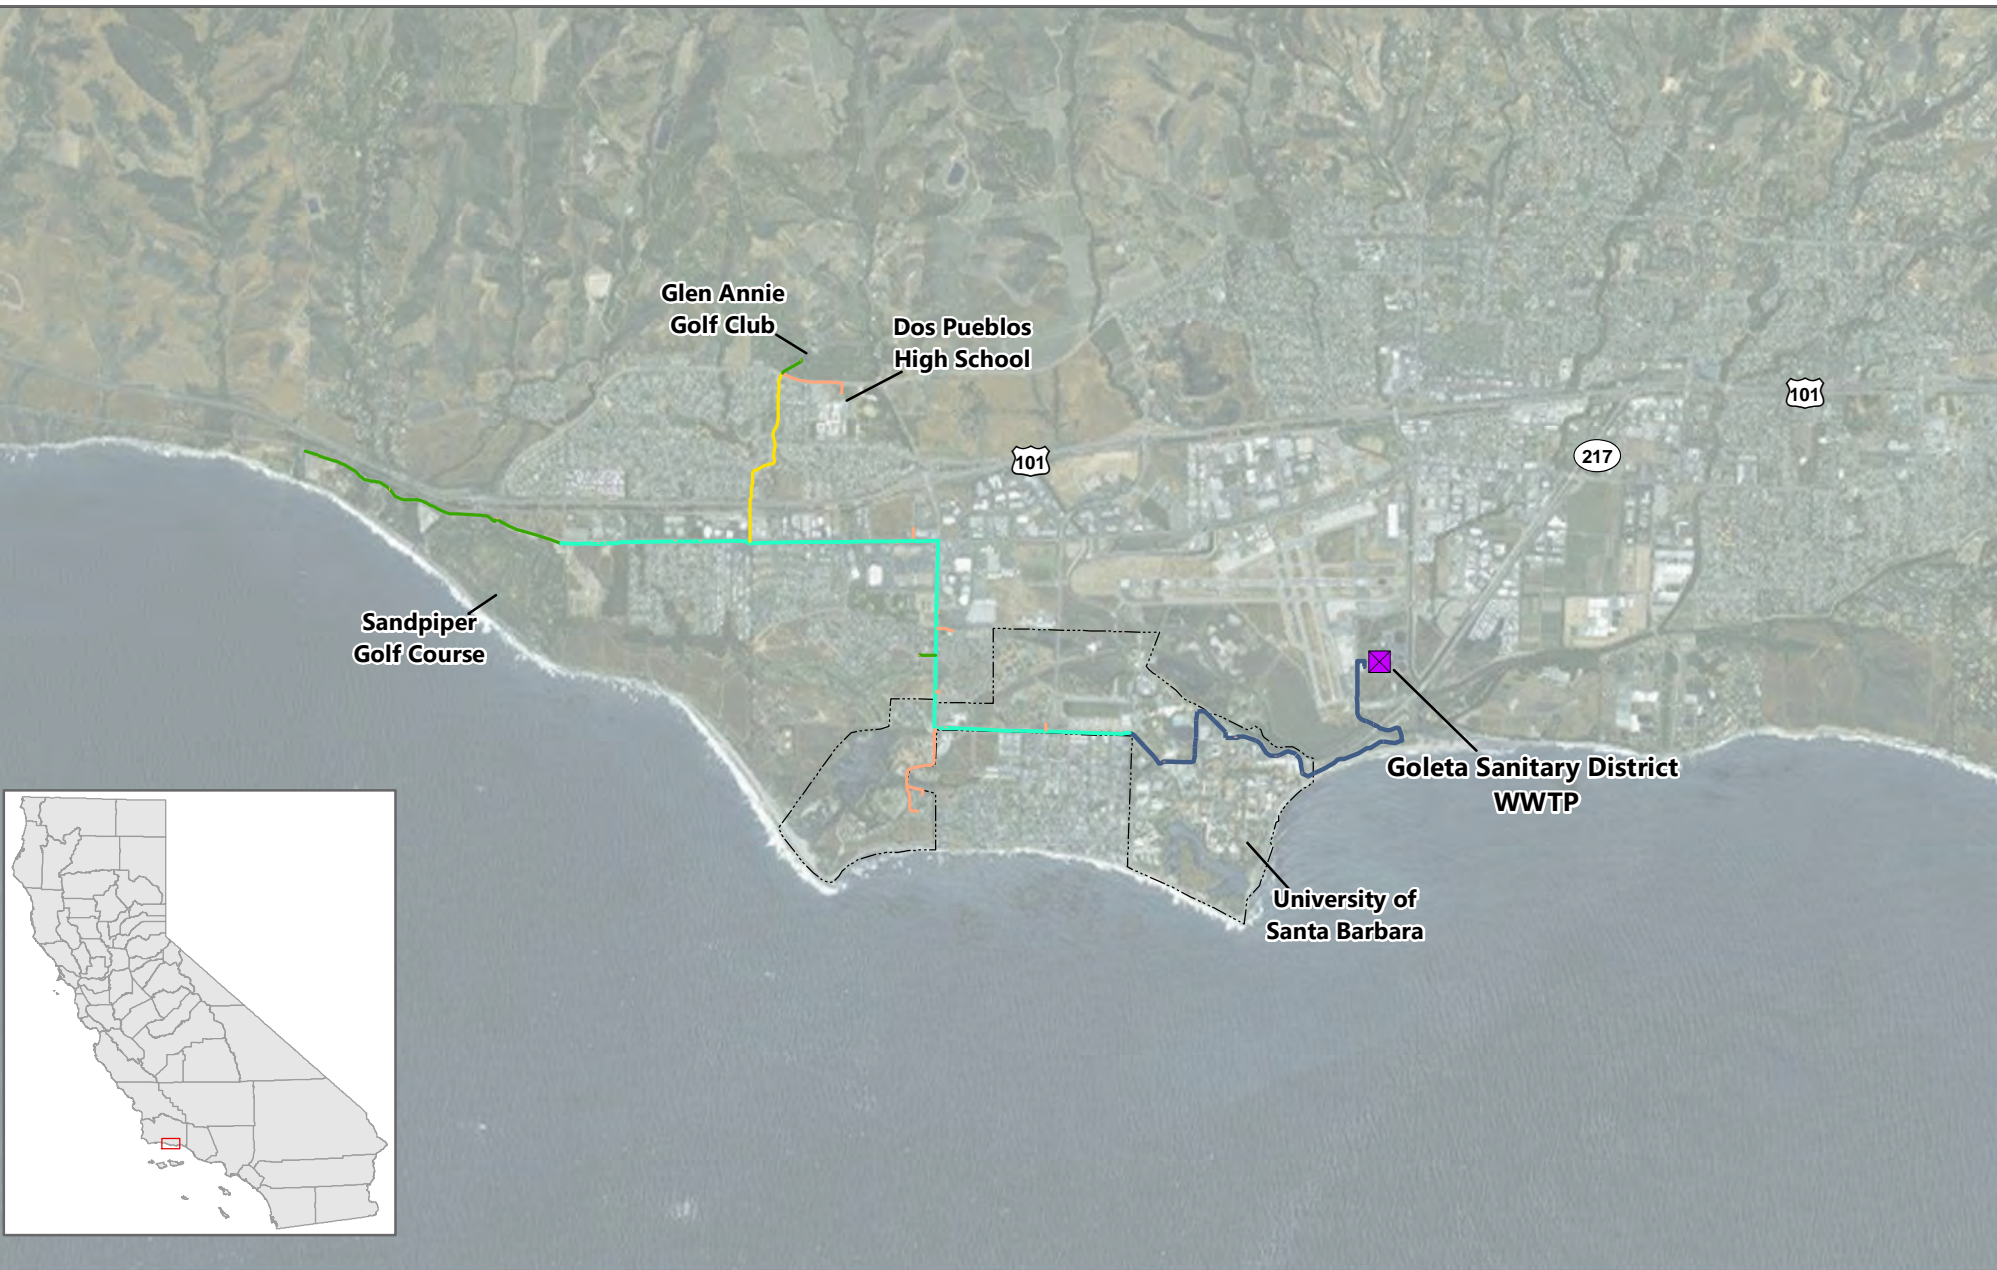 Glen Annie
Golf Club
Dos Pueblos
High School
101
101
217
Sandpiper
Golf Course
Goleta Sanitary District
WWTP
University of
Santa Barbara